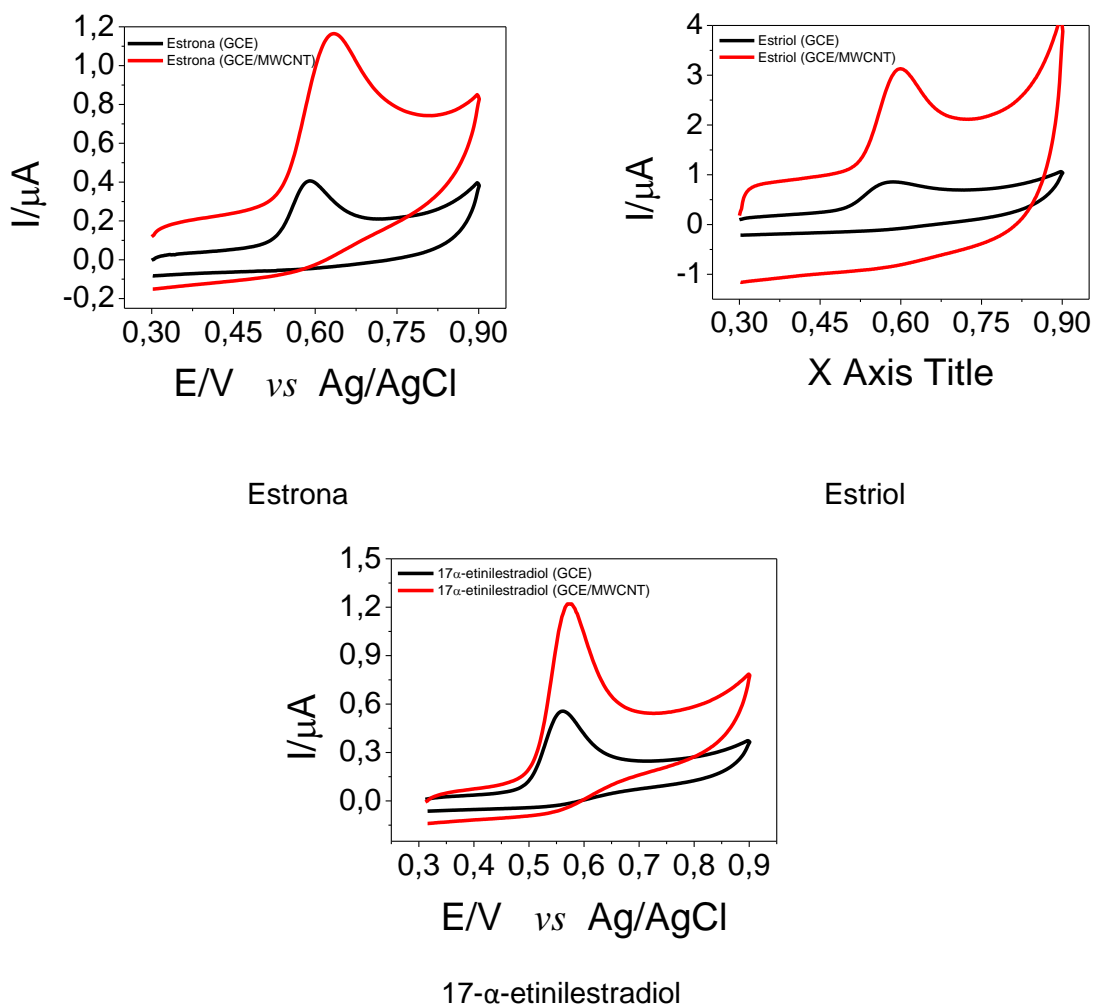 Estrona (GCE)
Estrona (GCE/MWCNT)
1,2
1,0
0,8
0,6
0,4
0,2
0,0
-0,2
I/μA
0,30 0,45 0,60 0,75 0,90
E/V vs Ag/AgCl
Estrona
Estriol (GCE)
Estriol (GCE/MWCNT)
4
3
2
1
0
-1
I/μA
0,30 0,45 0,60 0,75 0,90
X Axis Title
Estriol
17α-etinilestradiol (GCE)
17α-etinilestradiol (GCE/MWCNT)
1,5
1,2
0,9
0,6
0,3
0,0
I/μA
0,3 0,4 0,5 0,6 0,7 0,8 0,9
E/V vs Ag/AgCl
17-α-etinilestradiol